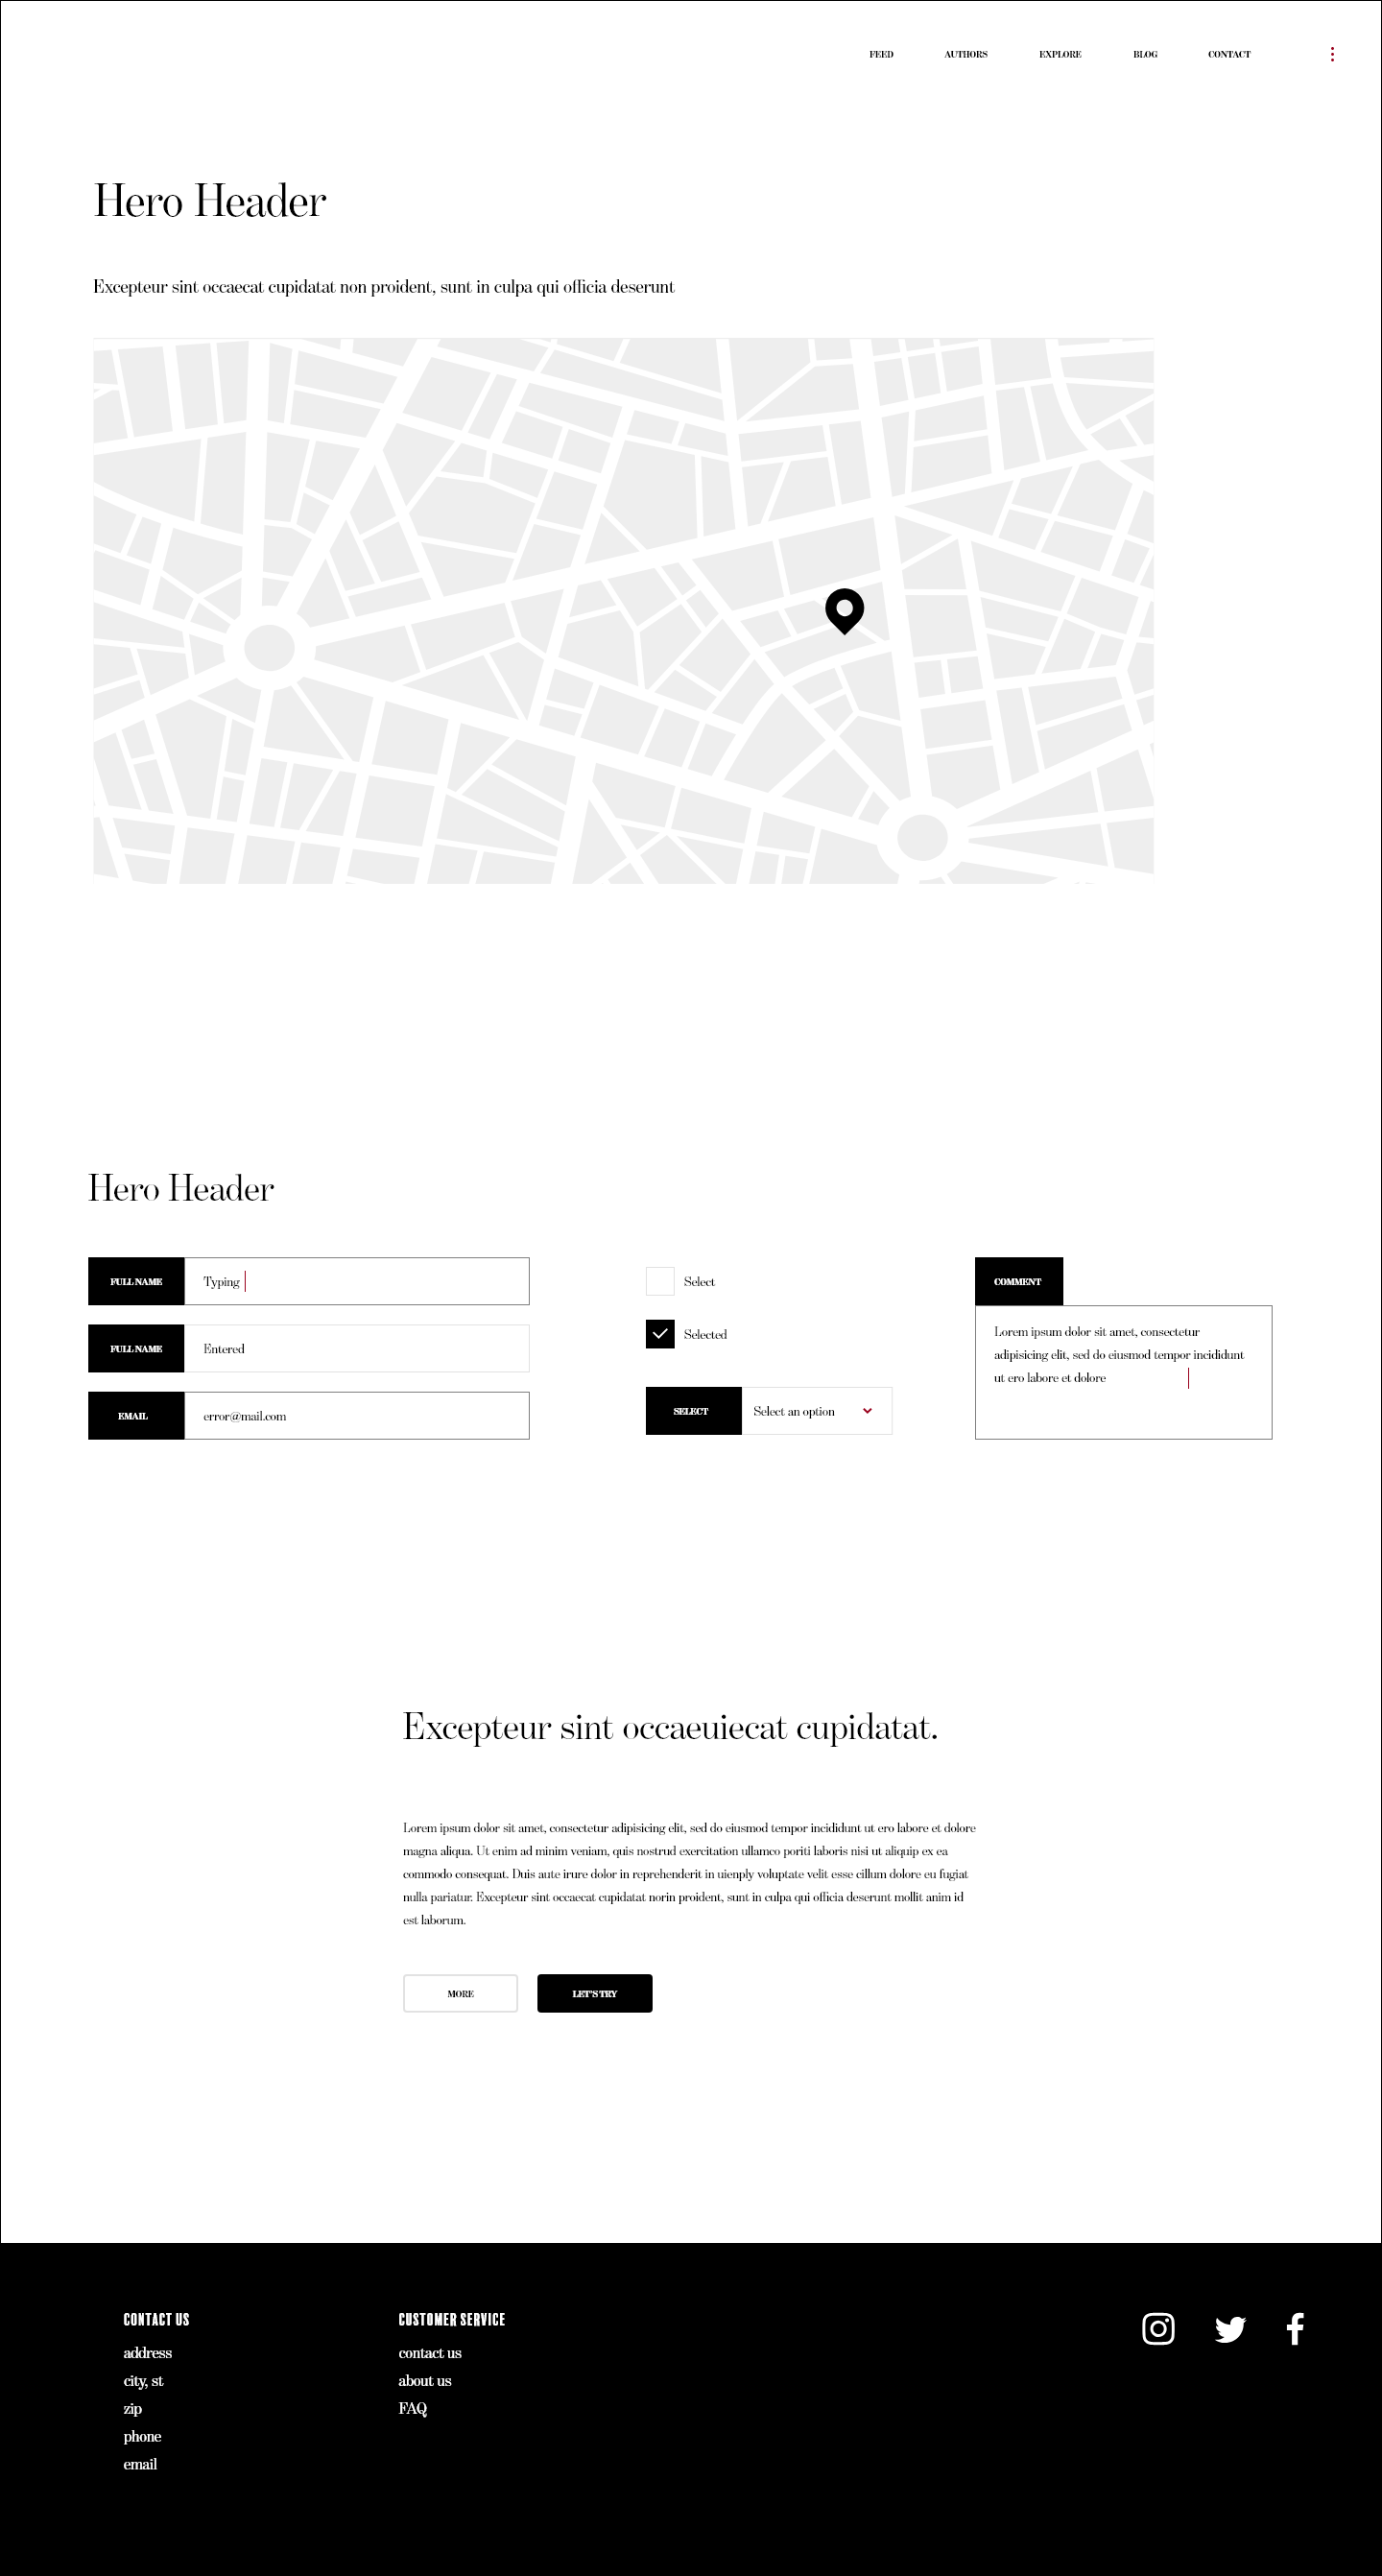 FEED AUTHORS EXPLORE BLOG CONTACT
Hero Header
Excepteur sint occaecat cupidatat non proident, sunt in culpa qui officia deserunt
Hero Header
FULL NAME Typing
FULL NAME Entered
EMAIL error@mail.com
Select
Selected
SELECT Select an option
COMMENT
Lorem ipsum dolor sit amet, consectetur
adipisicing elit, sed do eiusmod tempor incididunt
ut ero labore et dolore
Excepteur sint occaeuiecat cupidatat.
Lorem ipsum dolor sit amet, consectetur adipisicing elit, sed do eiusmod tempor incididunt ut ero labore et dolore
magna aliqua. Ut enim ad minim veniam, quis nostrud exercitation ullamco poriti laboris nisi ut aliquip ex ea
commodo consequat. Duis aute irure dolor in reprehenderit in uienply voluptate velit esse cillum dolore eu fugiat
nulla pariatur. Excepteur sint occaecat cupidatat norin proident, sunt in culpa qui officia deserunt mollit anim id
est laborum.
MORE LET'S TRY
CONTACT US
address
city, st
zip
phone
email
CUSTOMER SERVICE
contact us
about us
FAQ